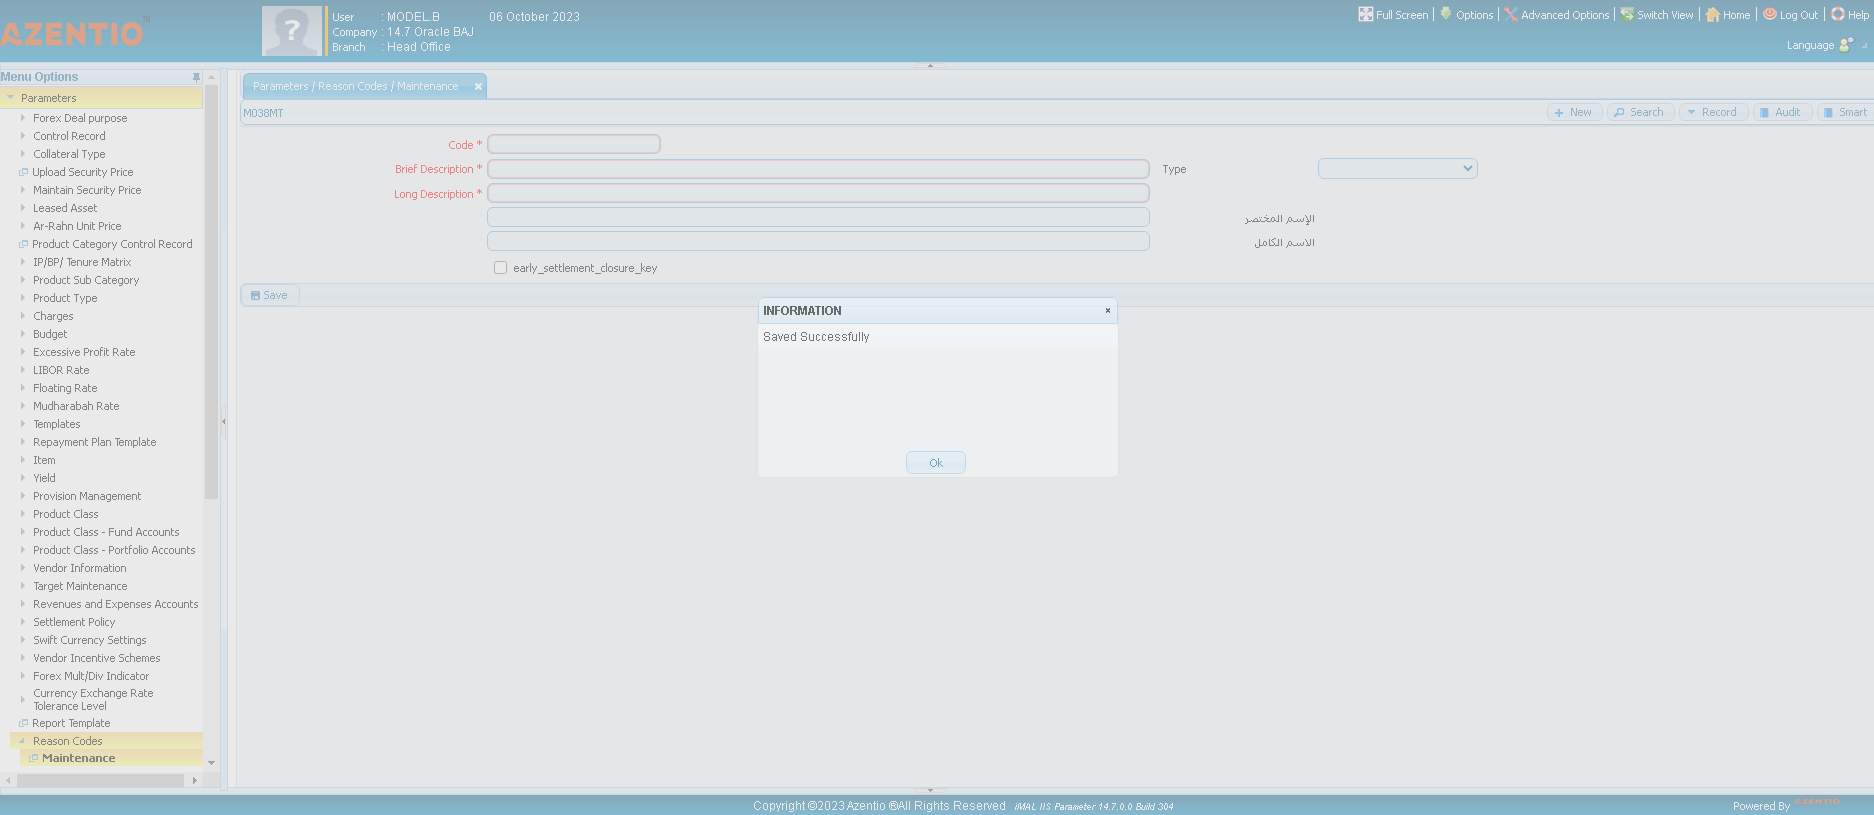 AZENTIO™
User : MODEL.B 06 October 2023
Company : 14.7 Oracle BAJ
Branch : Head Office
Full Screen Options Advanced Options Switch View Home Log Out Help
Language
Menu Options
Parameters
Forex Deal purpose
Control Record
Collateral Type
Upload Security Price
Maintain Security Price
Leased Asset
Ar-Rahn Unit Price
Product Category Control Record
IP/BP/ Tenure Matrix
Product Sub Category
Product Type
Charges
Budget
Excessive Profit Rate
LIBOR Rate
Floating Rate
Mudharabah Rate
Templates
Repayment Plan Template
Item
Yield
Provision Management
Product Class
Product Class - Fund Accounts
Product Class - Portfolio Accounts
Vendor Information
Target Maintenance
Revenues and Expenses Accounts
Settlement Policy
Swift Currency Settings
Vendor Incentive Schemes
Forex Mult/Div Indicator
Currency Exchange Rate
Tolerance Level
Report Template
Reason Codes
Maintenance
Parameters / Reason Codes / Maintenance
M038MT
New Search Record Audit Smart
Code *
Brief Description * Type
Long Description *
الإسم المختصر
الاسم الكامل
early_settlement_closure_key
Save
INFORMATION
Saved Successfully
Ok
Copyright ©2023 Azentio ®All Rights Reserved iMAL IIS Parameter 14.7.0.0 Build 304
Powered By AZENTIO